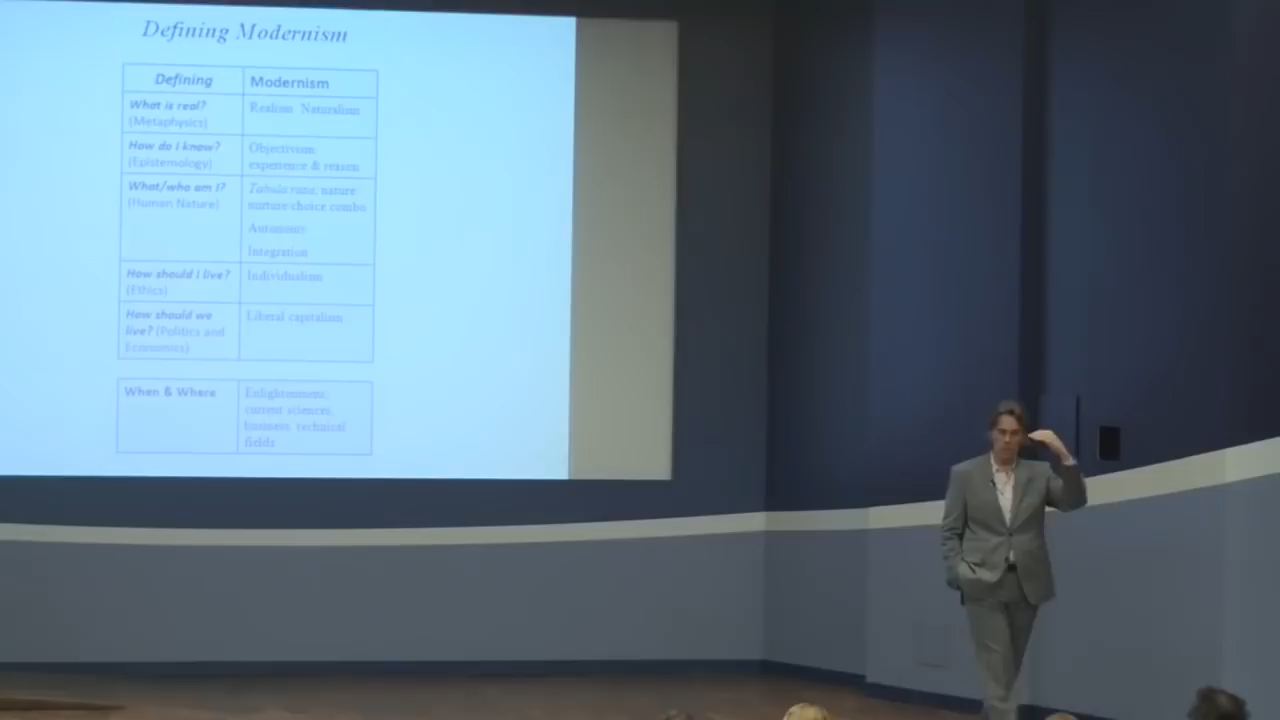 Defining Modernism
Defining Modernism
What is real? Realism Naturalism
(Metaphysics)
How do I know? Objectivism:
(Epistemology) experience & reason
What/who am I? Tabula rasa, nature
(Human Nature) nurture/choice combo
Autonomy
Integration
How should I live? Individualism
(Ethics)
How should we Liberal capitalism
live? (Politics and
Economics)
When & Where Enlightenment;
current sciences,
business, technical
fields